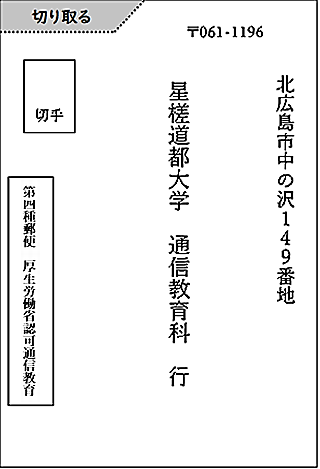 切り取る
〒061-1196
北広島市中の沢149番地
星槎道都大学 通信教育科 行
切手
第四種郵便 厚生労働省認可通信教育